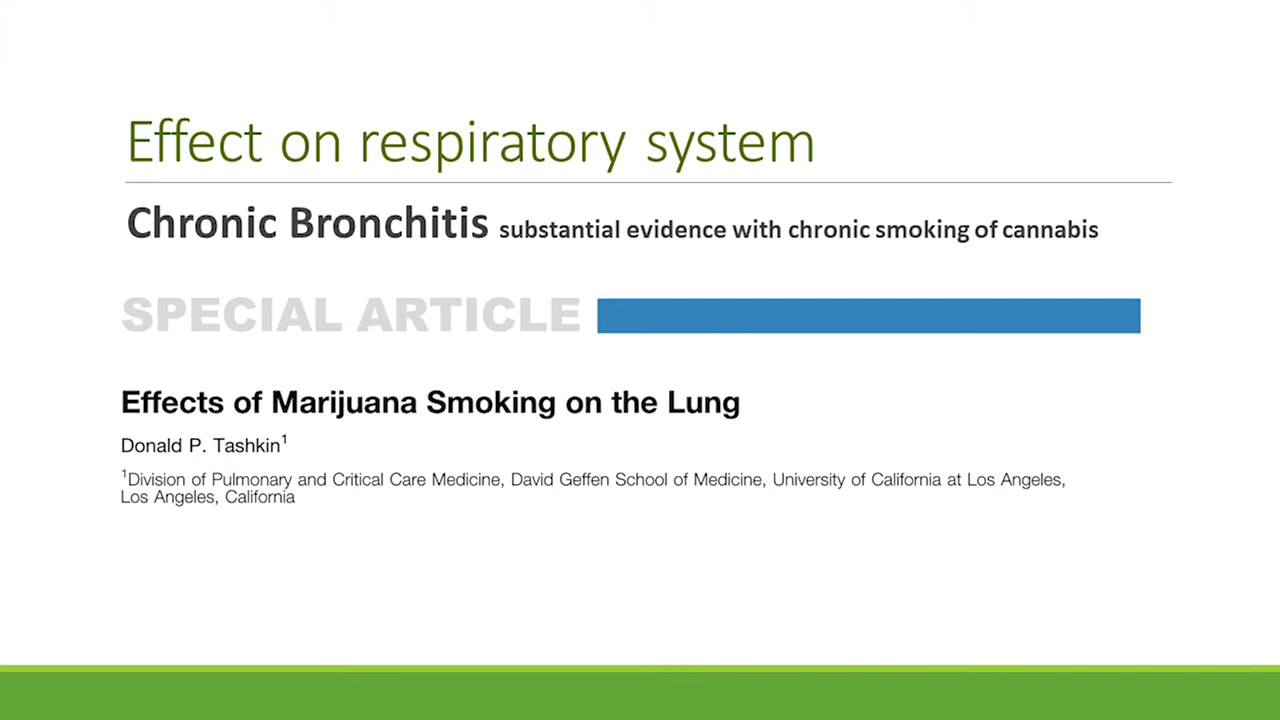 Effect on respiratory system
Chronic Bronchitis substantial evidence with chronic smoking of cannabis
SPECIAL ARTICLE
Effects of Marijuana Smoking on the Lung
Donald P. Tashkin¹
¹Division of Pulmonary and Critical Care Medicine, David Geffen School of Medicine, University of California at Los Angeles,
Los Angeles, California